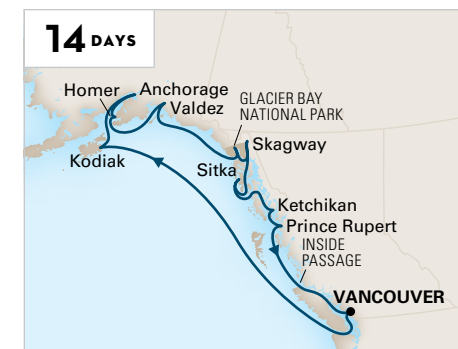 14 DAYS
Homer
Anchorage
Valdez
GLACIER BAY
NATIONAL PARK
Kodiak
Skagway
Sitka
Ketchikan
Prince Rupert
INSIDE
PASSAGE
VANCOUVER